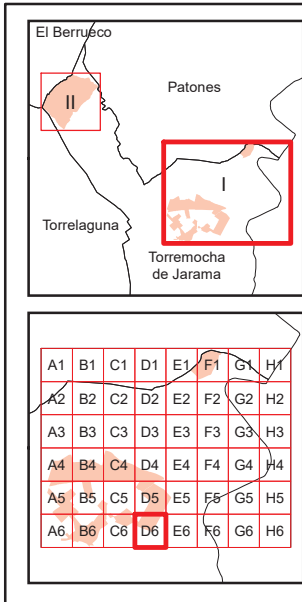 El Berrueco
Patones
II
I
Torrelaguna
Torremocha
de Jarama
A1 B1 C1 D1 E1 F1 G1 H1
A2 B2 C2 D2 E2 F2 G2 H2
A3 B3 C3 D3 E3 F3 G3 H3
A4 B4 C4 D4 E4 F4 G4 H4
A5 B5 C5 D5 E5 F5 G5 H5
A6 B6 C6 D6 E6 F6 G6 H6